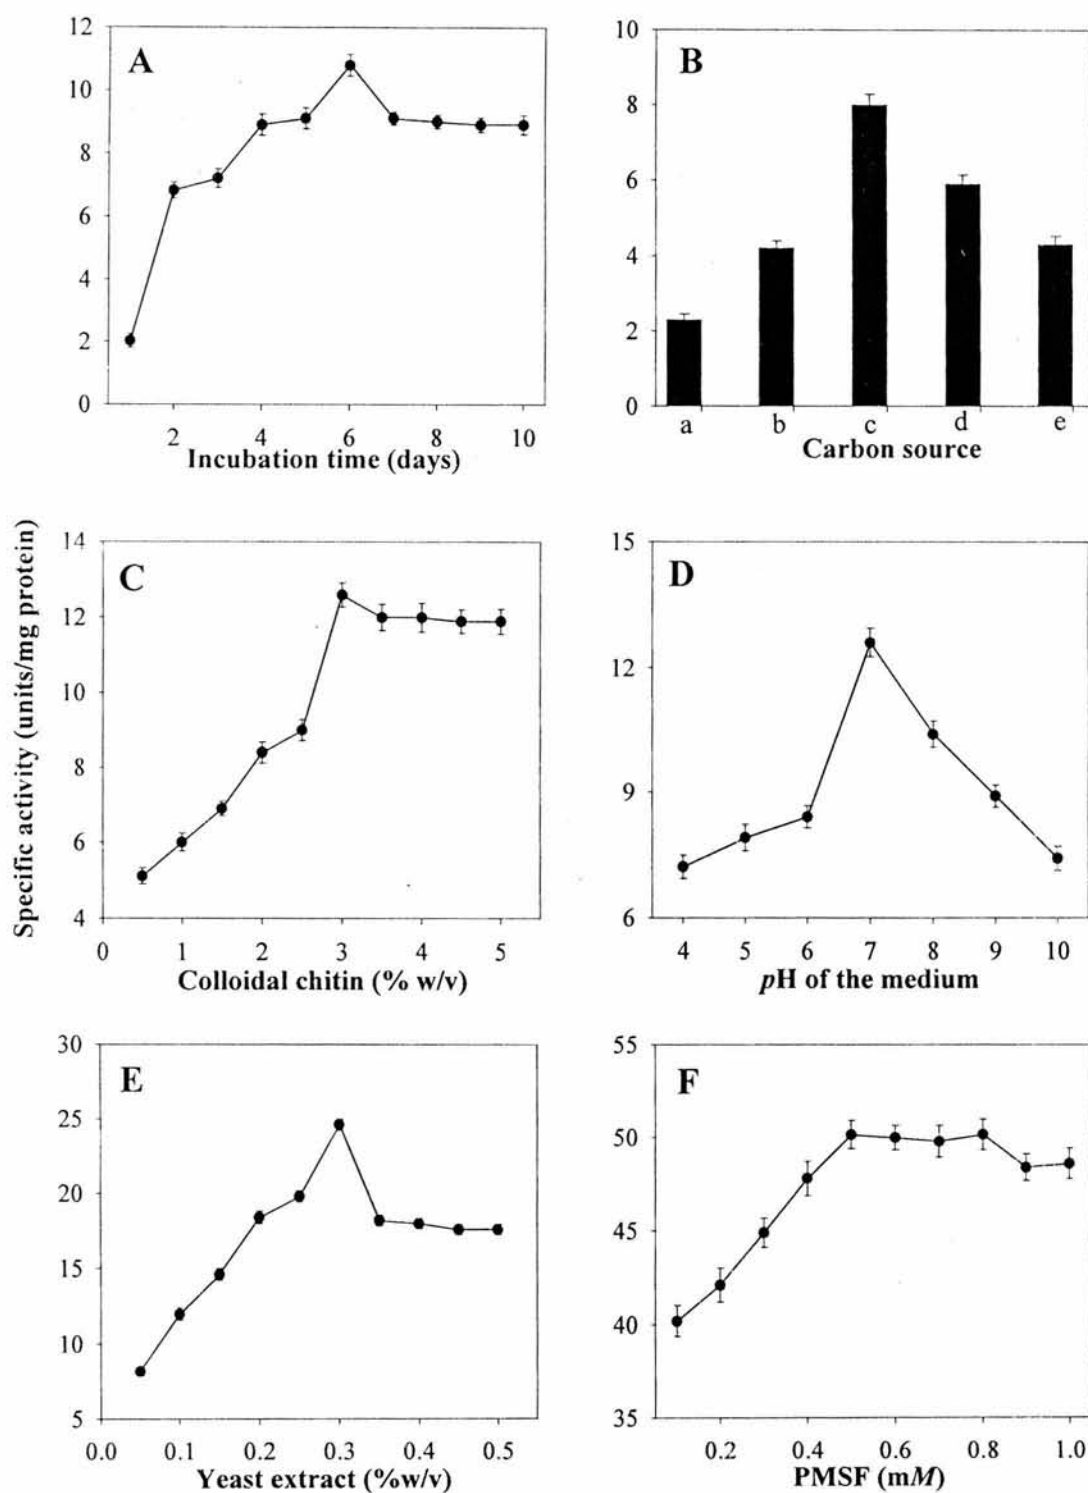 A
12
10
8
6
4
2
0
2 4 6 8 10
Incubation time (days)
B
10
8
6
4
2
0
a b c d e
Carbon source
Specific activity (units/mg protein)
C
14
12
10
8
6
4
0 1 2 3 4 5
Colloidal chitin (% w/v)
D
15
12
9
6
4 5 6 7 8 9 10
pH of the medium
E
30
25
20
15
10
5
0.0 0.1 0.2 0.3 0.4 0.5
Yeast extract (%w/v)
F
55
50
45
40
35
0.2 0.4 0.6 0.8 1.0
PMSF (mM)